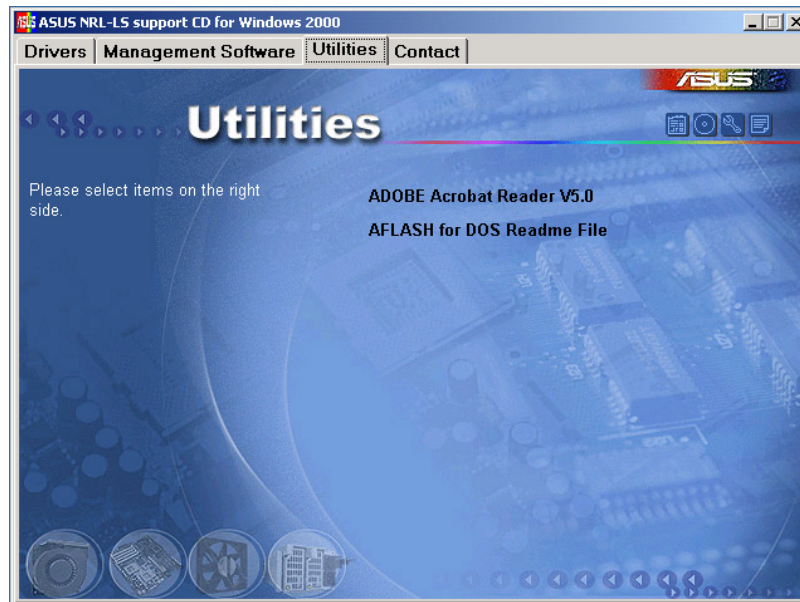 ASUS NRL-LS support CD for Windows 2000
Drivers Management Software Utilities Contact
ASUS
Utilities
Please select items on the right
side.
ADOBE Acrobat Reader V5.0
AFLASH for DOS Readme File